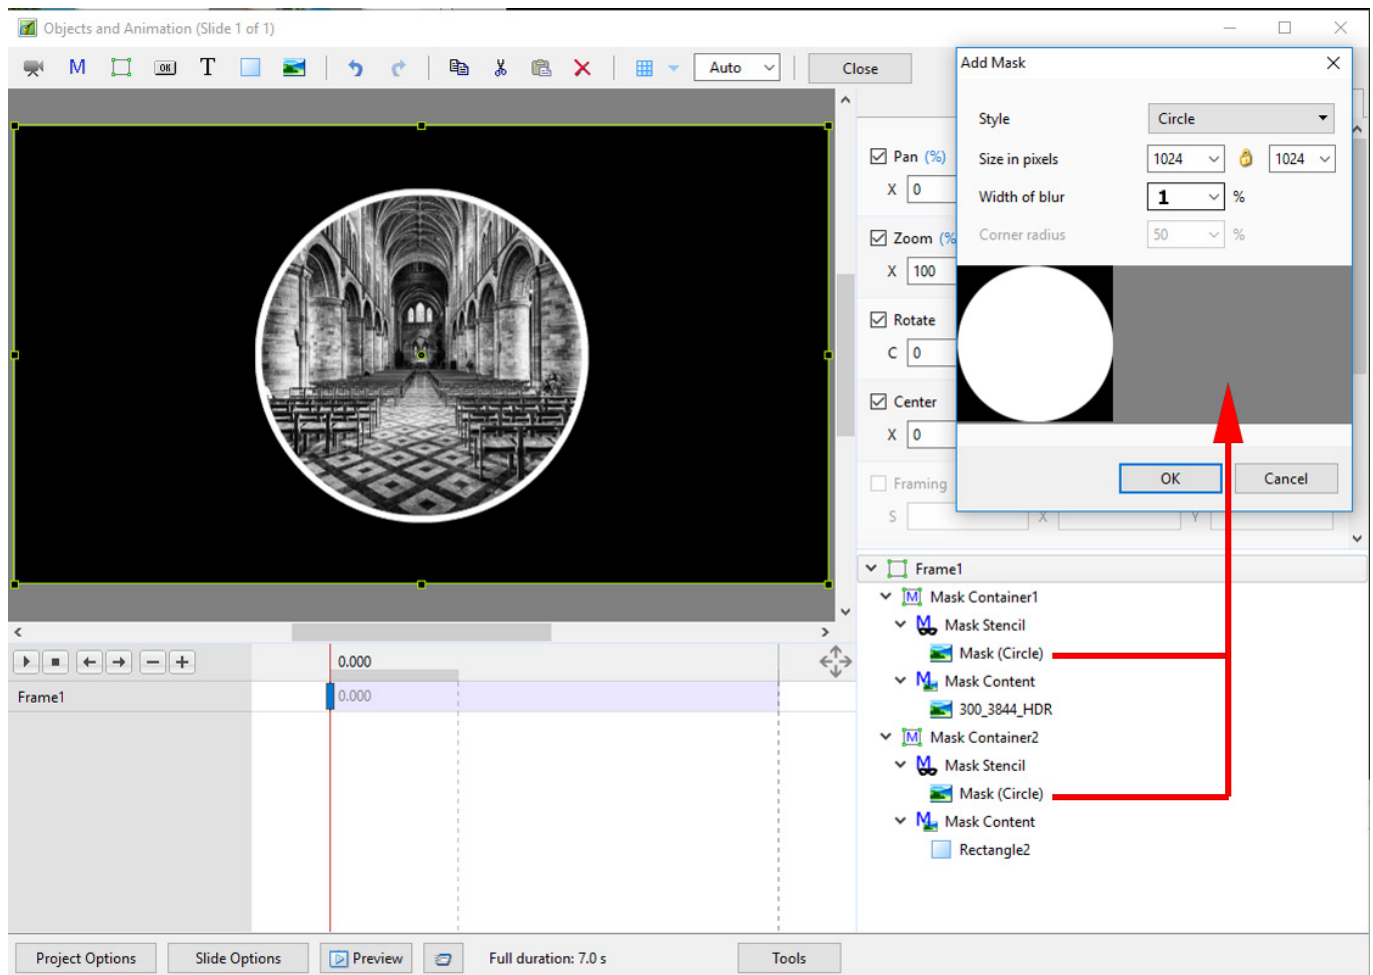 Objects and Animation (Slide 1 of 1)
M OK T Auto Close
Add Mask
Style Circle
Size in pixels 1024 1024
Width of blur 1 %
Corner radius 50 %
OK Cancel
Pan (%)
X 0
Zoom (%
X 100
Rotate
C 0
Center
X 0
Framing
S X Y
Frame1
M Mask Container1
M Mask Stencil
Mask (Circle)
M Mask Content
300_3844_HDR
M Mask Container2
M Mask Stencil
Mask (Circle)
M Mask Content
Rectangle2
0.000
Frame1 0.000
Project Options Slide Options Preview Full duration: 7.0 s Tools